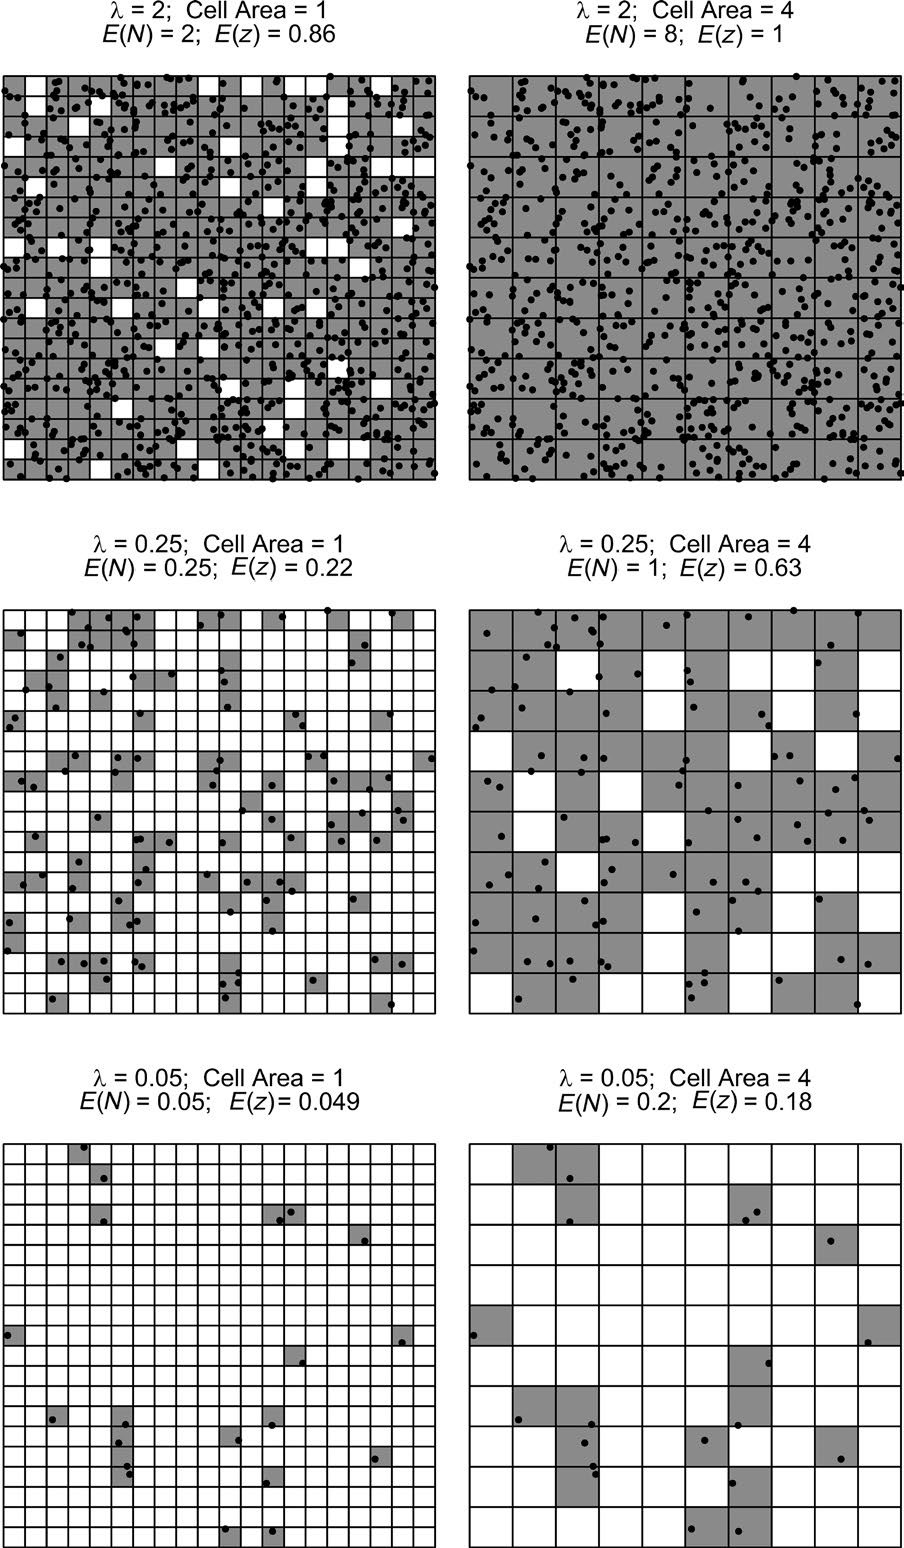 λ = 2;  Cell Area = 1
E(N) = 2;  E(z) = 0.86
λ = 2;  Cell Area = 4
E(N) = 8;  E(z) = 1
λ = 0.25;  Cell Area = 1
E(N) = 0.25;  E(z) = 0.22
λ = 0.25;  Cell Area = 4
E(N) = 1;  E(z) = 0.63
λ = 0.05;  Cell Area = 1
E(N) = 0.05;  E(z) = 0.049
λ = 0.05;  Cell Area = 4
E(N) = 0.2;  E(z) = 0.18